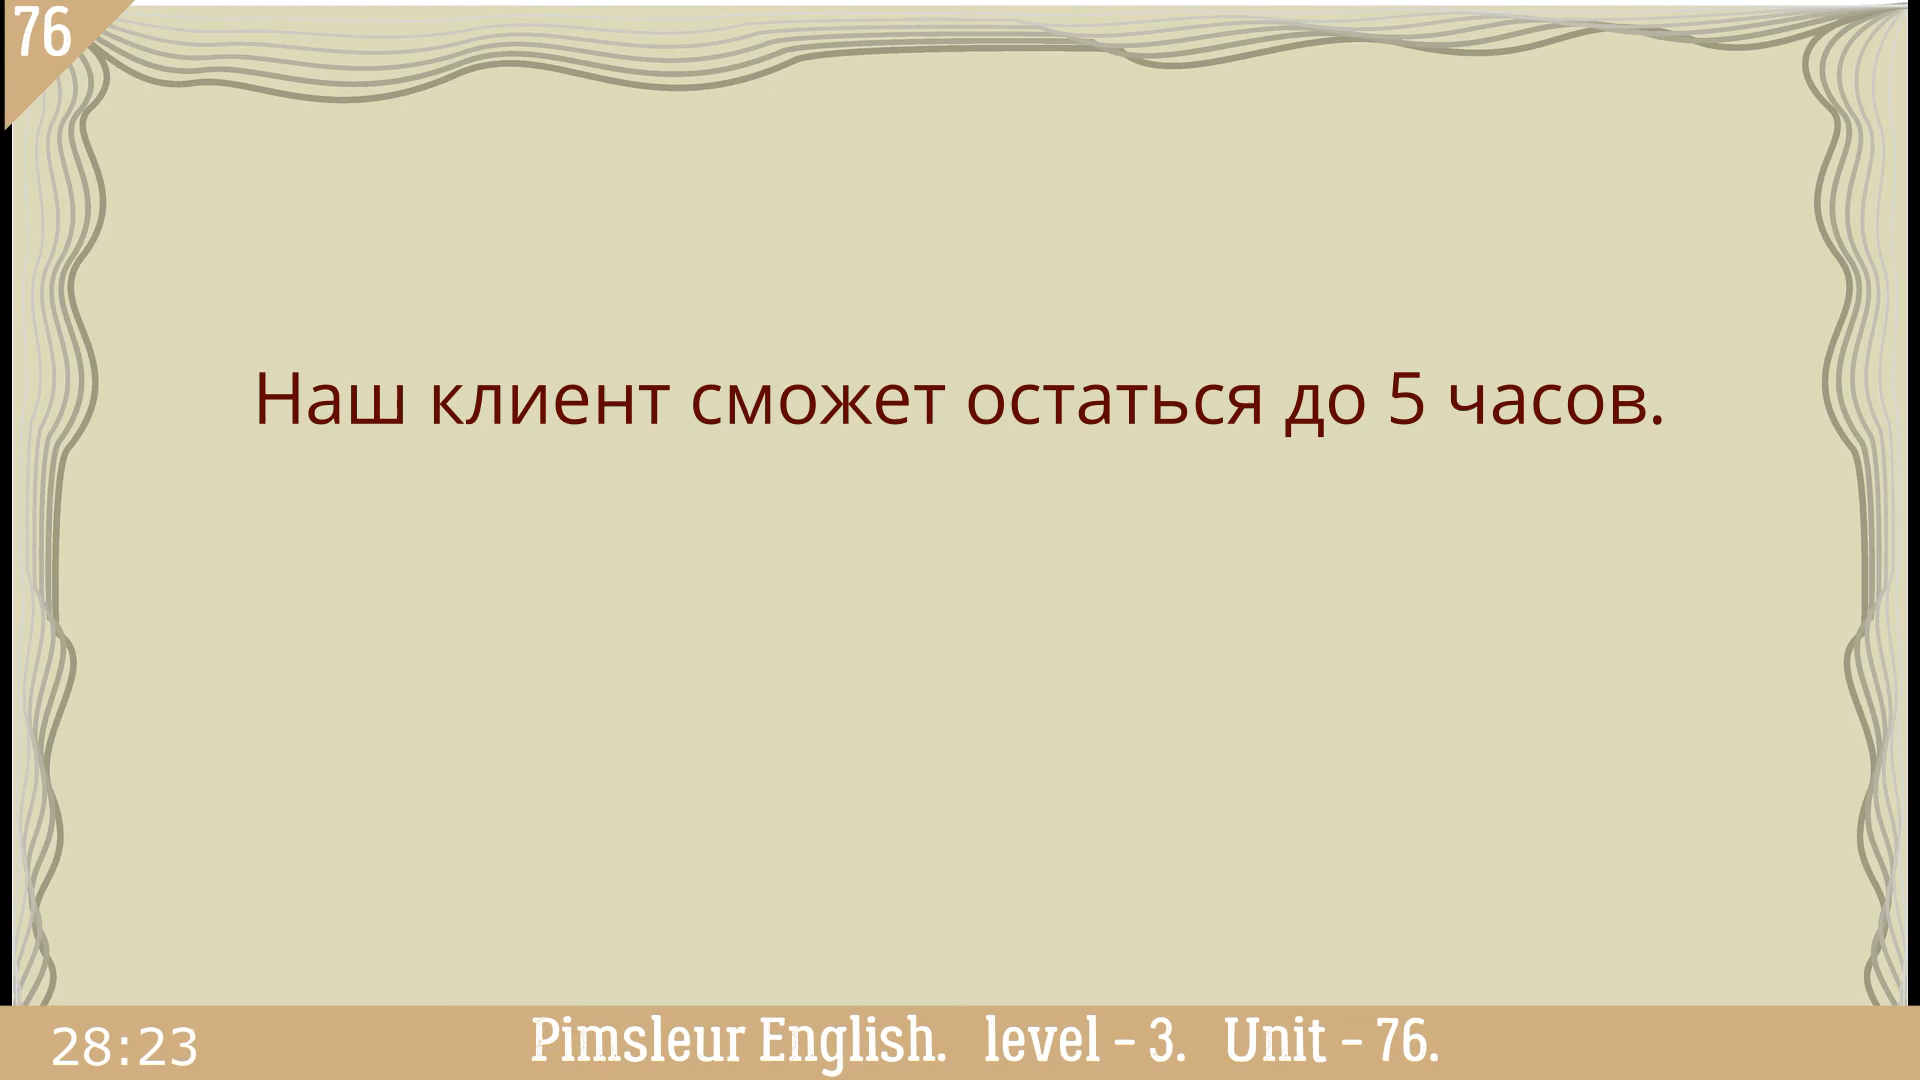 76
Наш клиент сможет остаться до 5 часов.
28:23
Pimsleur English. level – 3. Unit – 76.